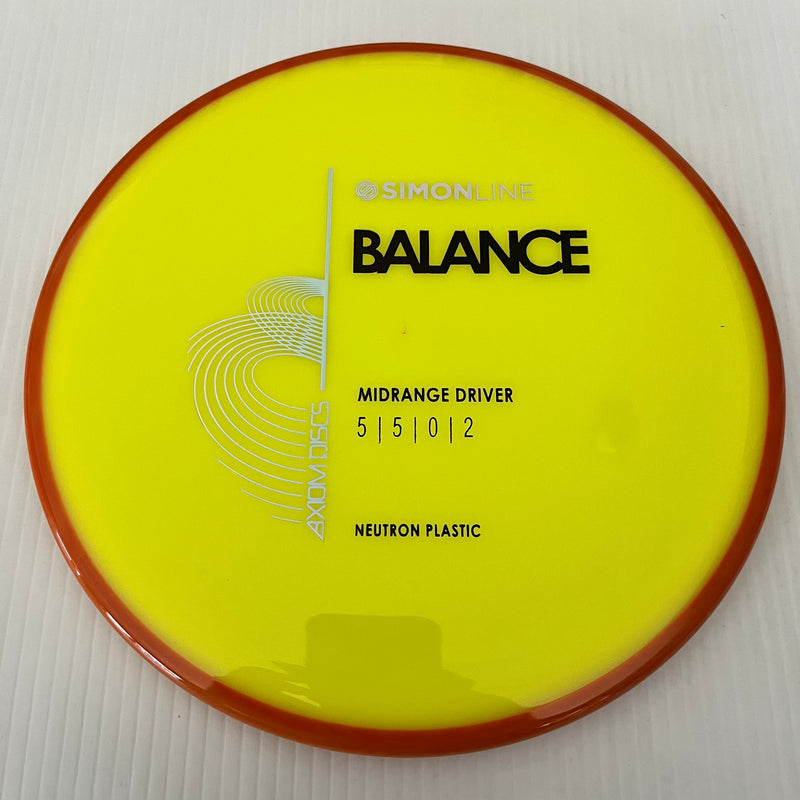 SIMONLINE
BALANCE
MIDRANGE DRIVER
5 | 5 | 0 | 2
NEUTRON PLASTIC
AXIOM DISCS